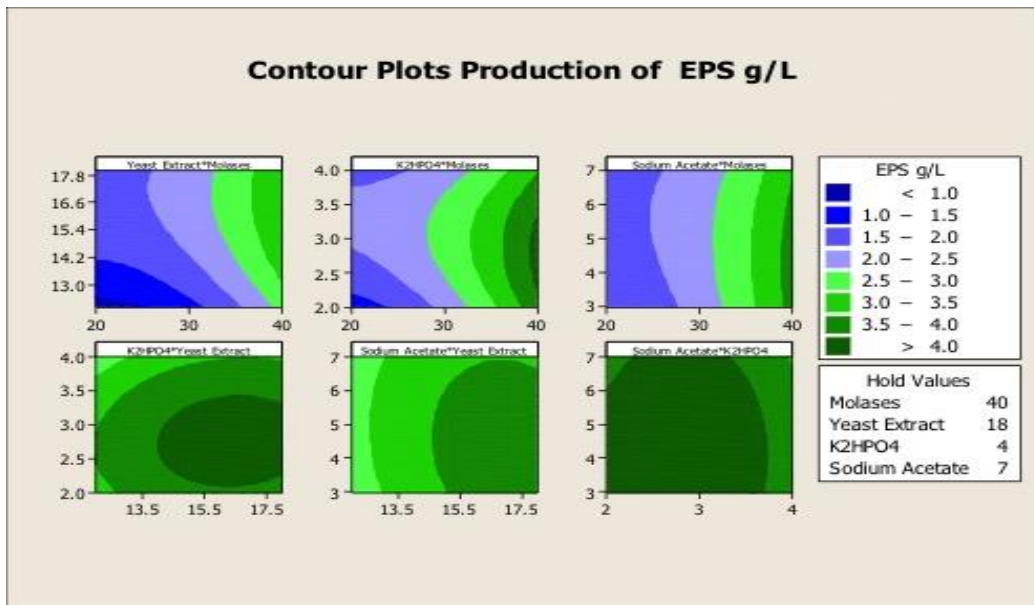 Contour Plots Production of EPS g/L
Yeast Extract*Molases
17.8
16.6
15.4
14.2
13.0
20 30 40
K2HPO4*Molases
4.0
3.5
3.0
2.5
2.0
20 30 40
Sodium Acetate*Molases
7
6
5
4
3
20 30 40
K2HPO4*Yeast Extract
4.0
3.5
3.0
2.5
2.0
13.5 15.5 17.5
Sodium Acetate*Yeast Extract
7
6
5
4
3
13.5 15.5 17.5
Sodium Acetate*K2HPO4
7
6
5
4
3
2 3 4
EPS g/L
< 1.0
1.0 – 1.5
1.5 – 2.0
2.0 – 2.5
2.5 – 3.0
3.0 – 3.5
3.5 – 4.0
> 4.0
Hold Values
Molases 40
Yeast Extract 18
K2HPO4 4
Sodium Acetate 7